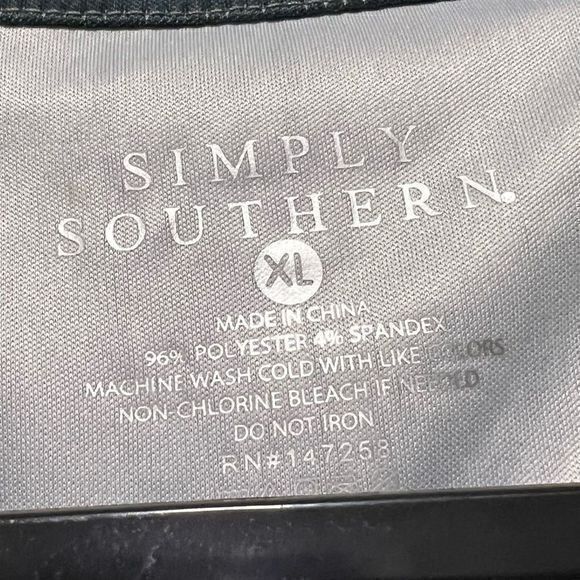 SIMPLY
SOUTHERN®
XL
MADE IN CHINA
96% POLYESTER 4% SPANDEX
MACHINE WASH COLD WITH LIKE COLORS
NON-CHLORINE BLEACH IF NEEDED
DO NOT IRON
RN#147258